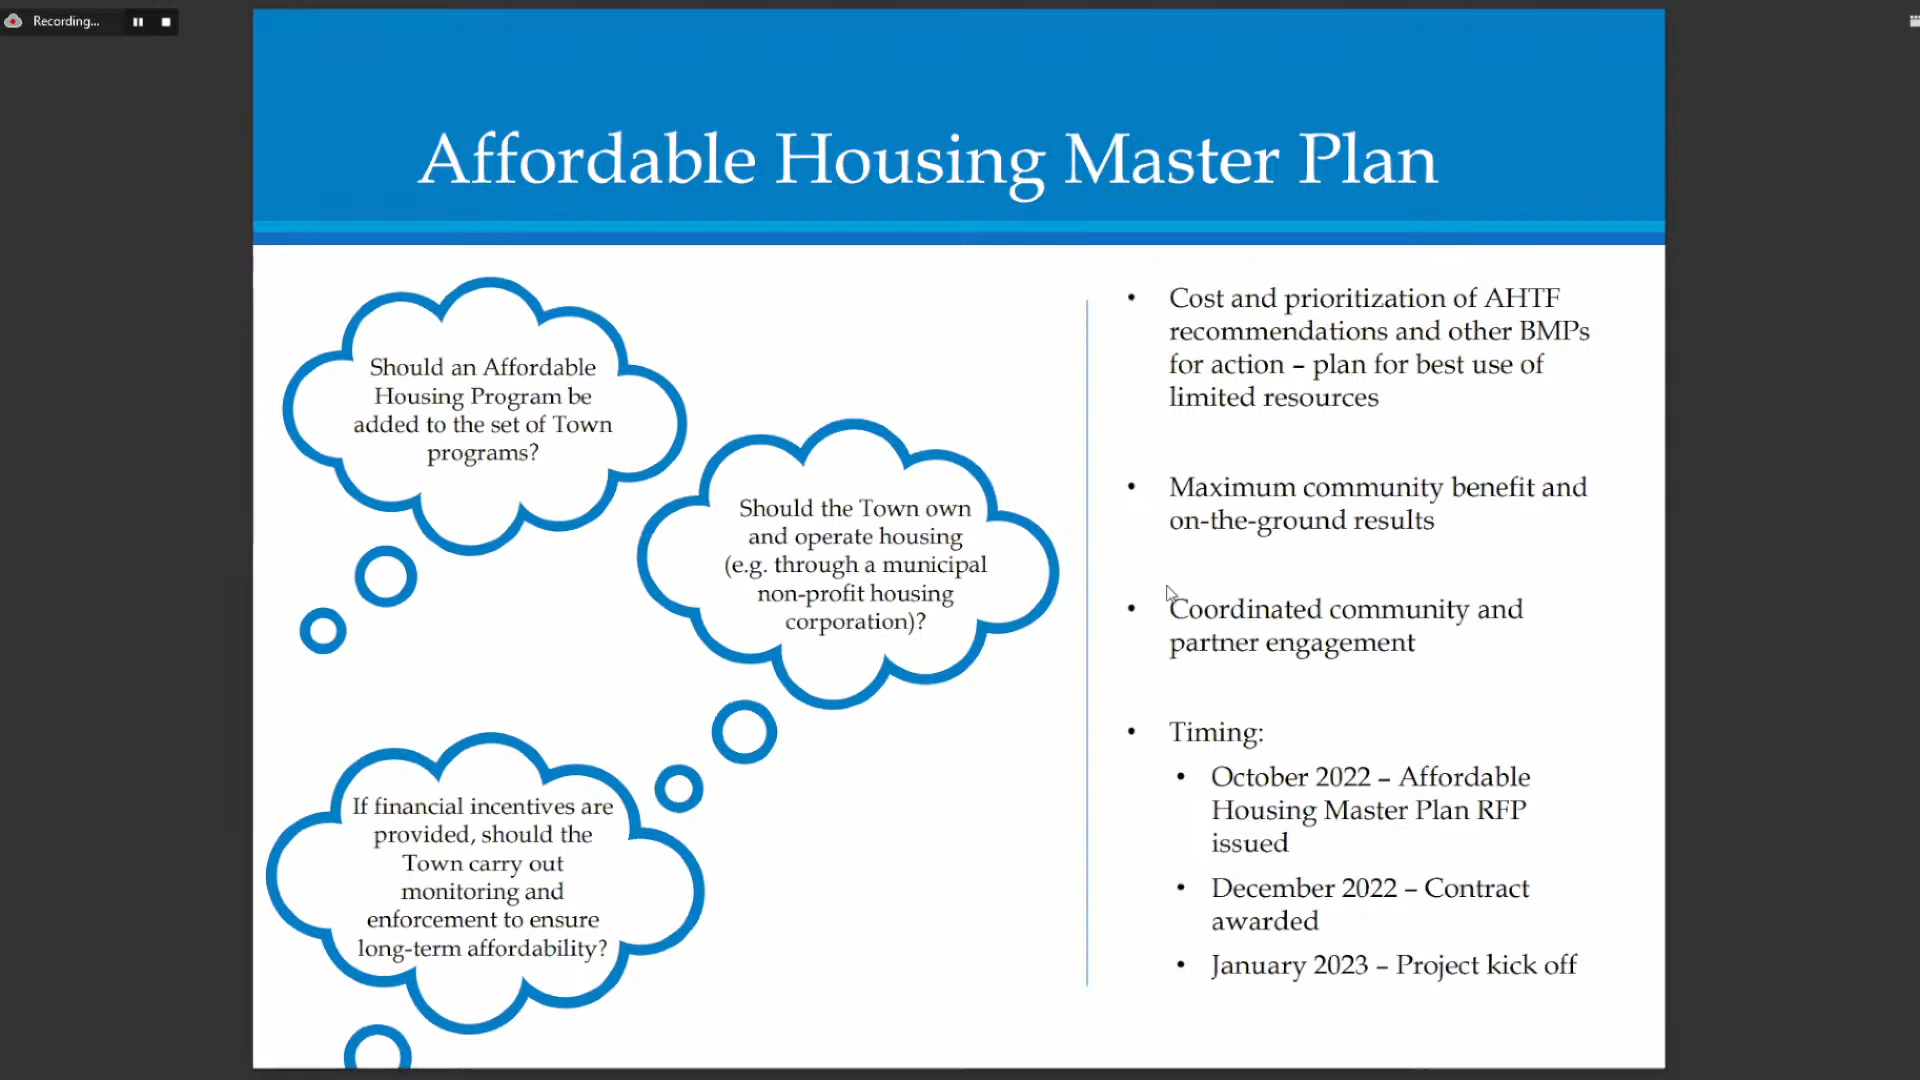 Recording...
Affordable Housing Master Plan
Should an Affordable
Housing Program be
added to the set of Town
programs?
Should the Town own
and operate housing
(e.g. through a municipal
non-profit housing
corporation)?
If financial incentives are
provided, should the
Town carry out
monitoring and
enforcement to ensure
long-term affordability?
• Cost and prioritization of AHTF
recommendations and other BMPs
for action – plan for best use of
limited resources
• Maximum community benefit and
on-the-ground results
• Coordinated community and
partner engagement
• Timing:
• October 2022 – Affordable
Housing Master Plan RFP
issued
• December 2022 – Contract
awarded
• January 2023 – Project kick off